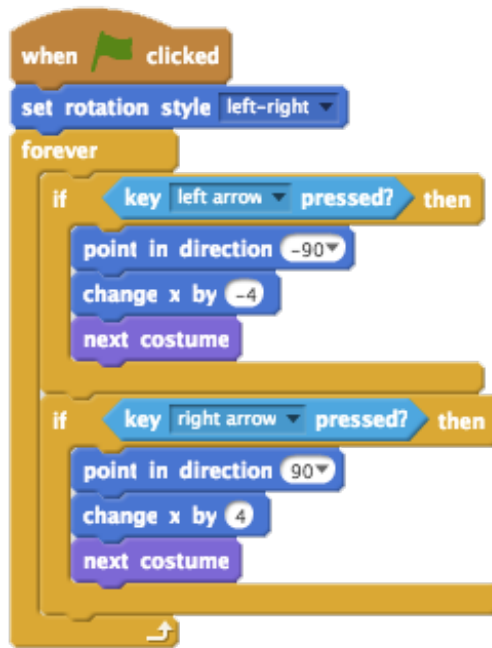 when clicked
set rotation style left-right
forever
if key left arrow pressed? then
point in direction -90
change x by -4
next costume
if key right arrow pressed? then
point in direction 90
change x by 4
next costume